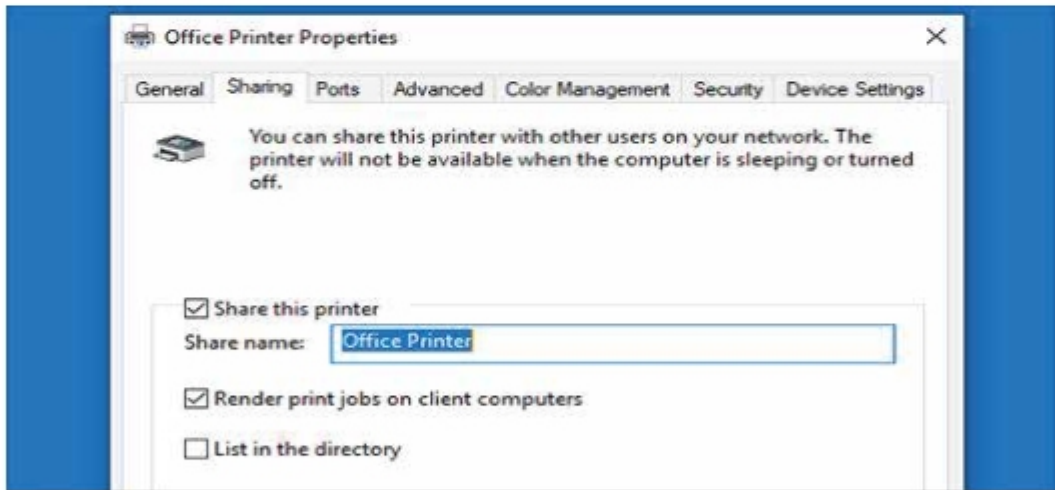 Office Printer Properties
General Sharing Ports Advanced Color Management Security Device Settings
You can share this printer with other users on your network. The
printer will not be available when the computer is sleeping or turned
off.
Share this printer
Share name: Office Printer
Render print jobs on client computers
List in the directory